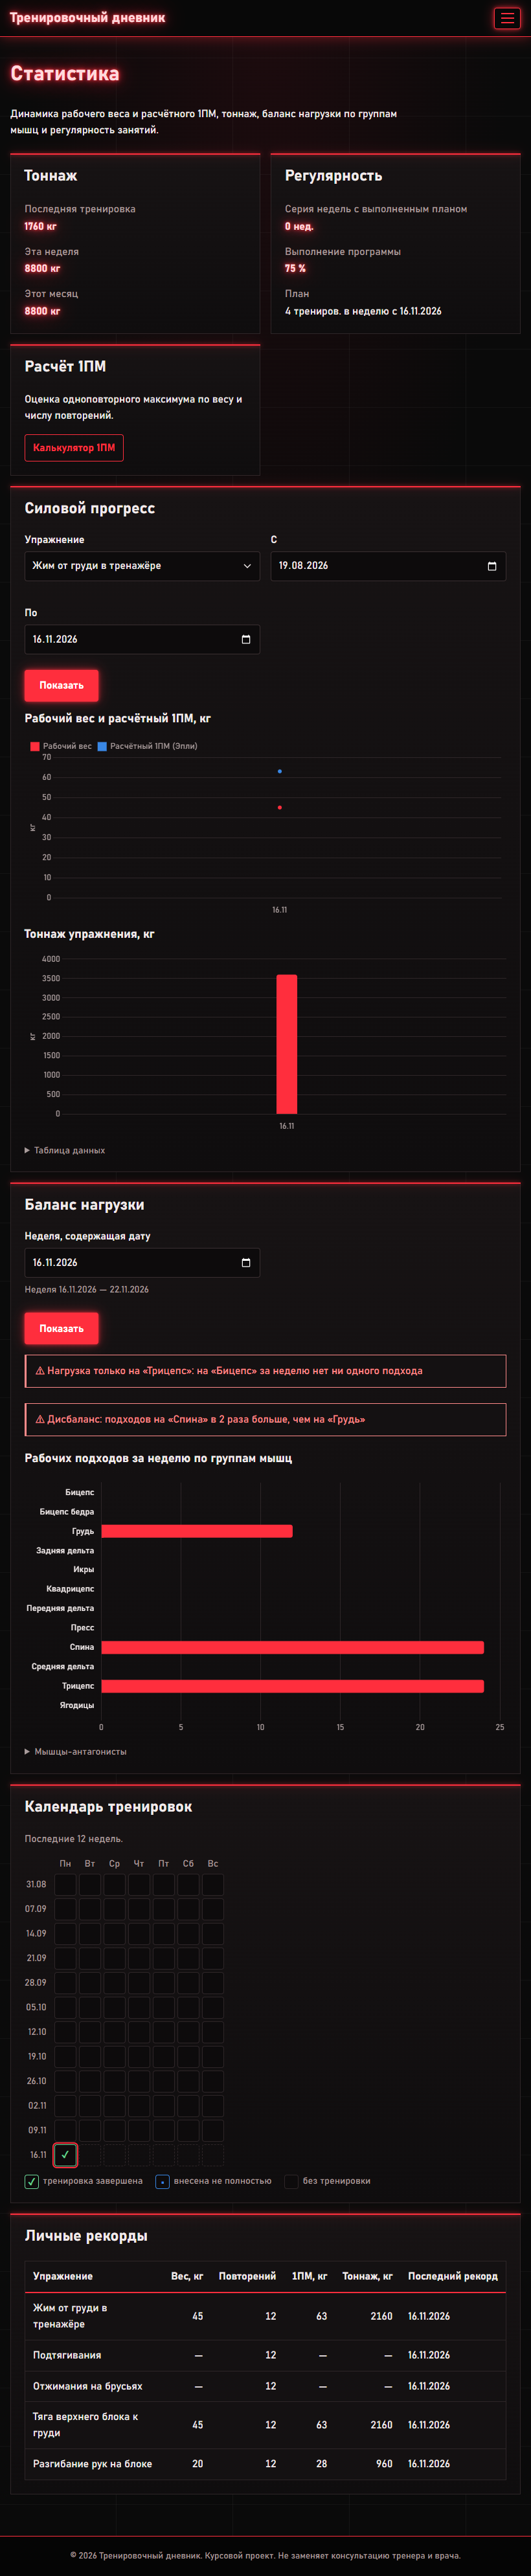 Тренировочный дневник
Статистика
Динамика рабочего веса и расчётного 1ПМ, тоннаж, баланс нагрузки по группам
мышц и регулярность занятий.
Тоннаж
Последняя тренировка
1760 кг
Эта неделя
8800 кг
Этот месяц
8800 кг
Регулярность
Серия недель с выполненным планом
0 нед.
Выполнение программы
75 %
План
4 трениров. в неделю с 16.11.2026
Расчёт 1ПМ
Оценка одноповторного максимума по весу и
числу повторений.
Калькулятор 1ПМ
Силовой прогресс
Упражнение
Жим от груди в тренажёре
С
19.08.2026
По
16.11.2026
Показать
Рабочий вес и расчётный 1ПМ, кг
Рабочий вес Расчётный 1ПМ (Эпли)
70
60
50
40
30
20
10
0
кг
16.11
Тоннаж упражнения, кг
4000
3500
3000
2500
2000
1500
1000
500
0
кг
16.11
▶ Таблица данных
Баланс нагрузки
Неделя, содержащая дату
16.11.2026
Неделя 16.11.2026 — 22.11.2026
Показать
⚠ Нагрузка только на «Трицепс»: на «Бицепс» за неделю нет ни одного подхода
⚠ Дисбаланс: подходов на «Спина» в 2 раза больше, чем на «Грудь»
Рабочих подходов за неделю по группам мышц
Бицепс
Бицепс бедра
Грудь
Задняя дельта
Икры
Квадрицепс
Передняя дельта
Пресс
Спина
Средняя дельта
Трицепс
Ягодицы
0 5 10 15 20 25
▶ Мышцы-антагонисты
Календарь тренировок
Последние 12 недель.
Пн Вт Ср Чт Пт Сб Вс
31.08
07.09
14.09
21.09
28.09
05.10
12.10
19.10
26.10
02.11
09.11
16.11 ✓
✓ тренировка завершена • внесена не полностью без тренировки
Личные рекорды
Упражнение Вес, кг Повторений 1ПМ, кг Тоннаж, кг Последний рекорд
Жим от груди в
тренажёре 45 12 63 2160 16.11.2026
Подтягивания — 12 — — 16.11.2026
Отжимания на брусьях — 12 — — 16.11.2026
Тяга верхнего блока к
груди 45 12 63 2160 16.11.2026
Разгибание рук на блоке 20 12 28 960 16.11.2026
© 2026 Тренировочный дневник. Курсовой проект. Не заменяет консультацию тренера и врача.